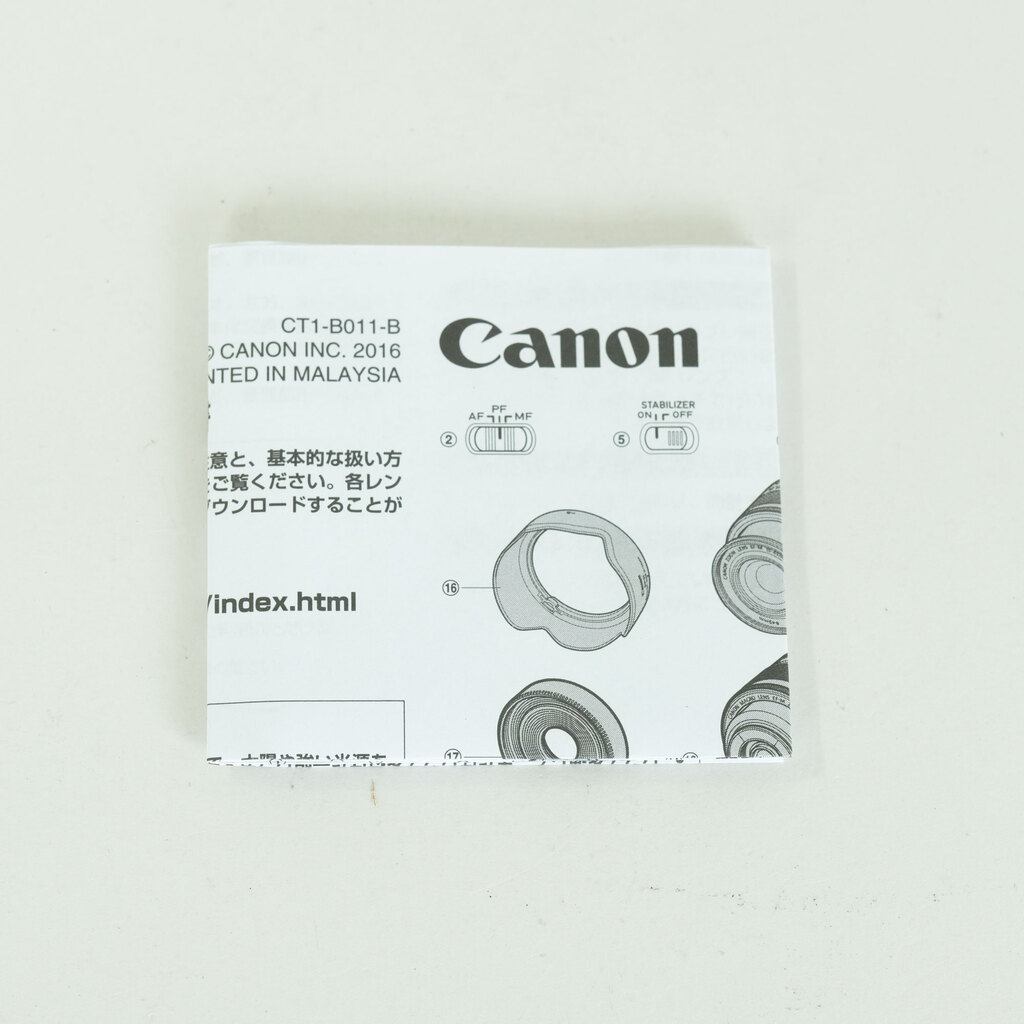 CT1-B011-B
© CANON INC. 2016
NTED IN MALAYSIA
意と、基本的な扱い方
ご覧ください。各レン
ウンロードすることが
/index.html
Canon
AF PF MF
②
STABILIZER
ON OFF
⑤
⑯
⑰